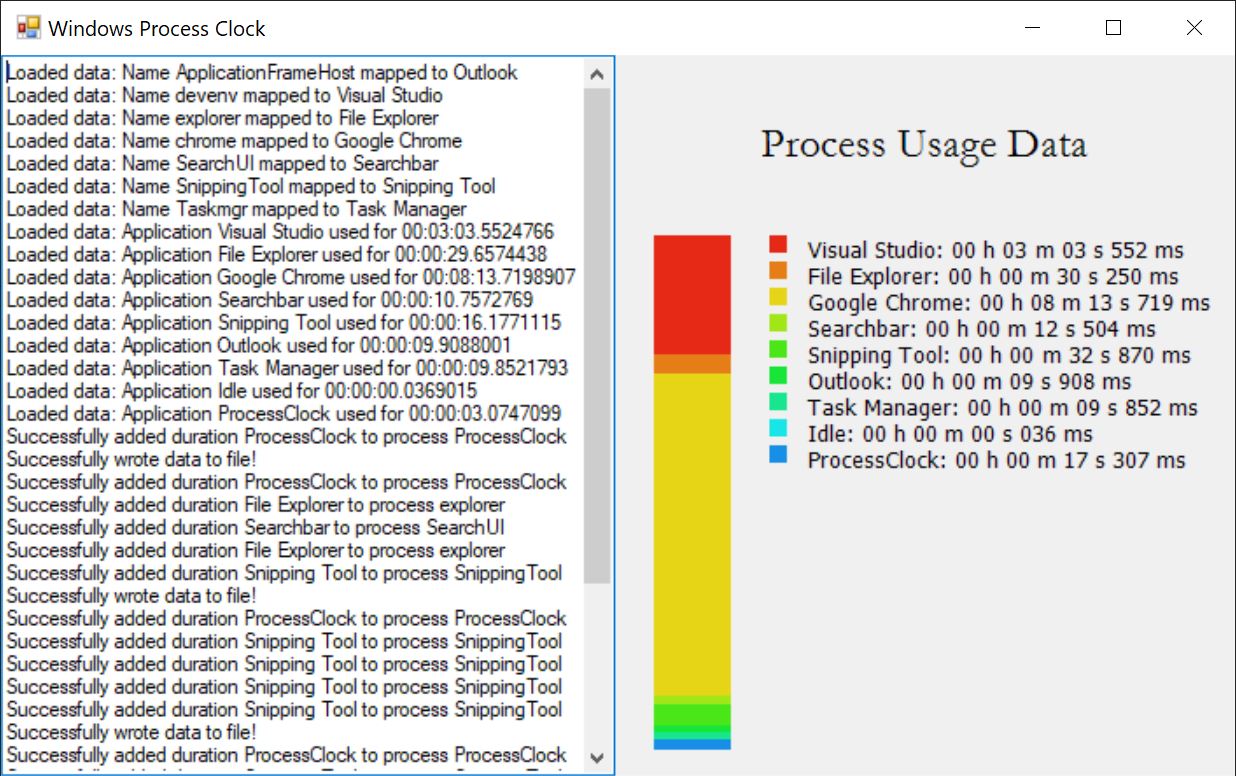 Windows Process Clock
Loaded data: Name ApplicationFrameHost mapped to Outlook
Loaded data: Name devenv mapped to Visual Studio
Loaded data: Name explorer mapped to File Explorer
Loaded data: Name chrome mapped to Google Chrome
Loaded data: Name SearchUI mapped to Searchbar
Loaded data: Name SnippingTool mapped to Snipping Tool
Loaded data: Name Taskmgr mapped to Task Manager
Loaded data: Application Visual Studio used for 00:03:03.5524766
Loaded data: Application File Explorer used for 00:00:29.6574438
Loaded data: Application Google Chrome used for 00:08:13.7198907
Loaded data: Application Searchbar used for 00:00:10.7572769
Loaded data: Application Snipping Tool used for 00:00:16.1771115
Loaded data: Application Outlook used for 00:00:09.9088001
Loaded data: Application Task Manager used for 00:00:09.8521793
Loaded data: Application Idle used for 00:00:00.0369015
Loaded data: Application ProcessClock used for 00:00:03.0747099
Successfully added duration ProcessClock to process ProcessClock
Successfully wrote data to file!
Successfully added duration ProcessClock to process ProcessClock
Successfully added duration File Explorer to process explorer
Successfully added duration Searchbar to process SearchUI
Successfully added duration File Explorer to process explorer
Successfully added duration Snipping Tool to process SnippingTool
Successfully wrote data to file!
Successfully added duration ProcessClock to process ProcessClock
Successfully added duration Snipping Tool to process SnippingTool
Successfully added duration Snipping Tool to process SnippingTool
Successfully added duration Snipping Tool to process SnippingTool
Successfully added duration Snipping Tool to process SnippingTool
Successfully wrote data to file!
Successfully added duration ProcessClock to process ProcessClock
Process Usage Data
Visual Studio: 00 h 03 m 03 s 552 ms
File Explorer: 00 h 00 m 30 s 250 ms
Google Chrome: 00 h 08 m 13 s 719 ms
Searchbar: 00 h 00 m 12 s 504 ms
Snipping Tool: 00 h 00 m 32 s 870 ms
Outlook: 00 h 00 m 09 s 908 ms
Task Manager: 00 h 00 m 09 s 852 ms
Idle: 00 h 00 m 00 s 036 ms
ProcessClock: 00 h 00 m 17 s 307 ms